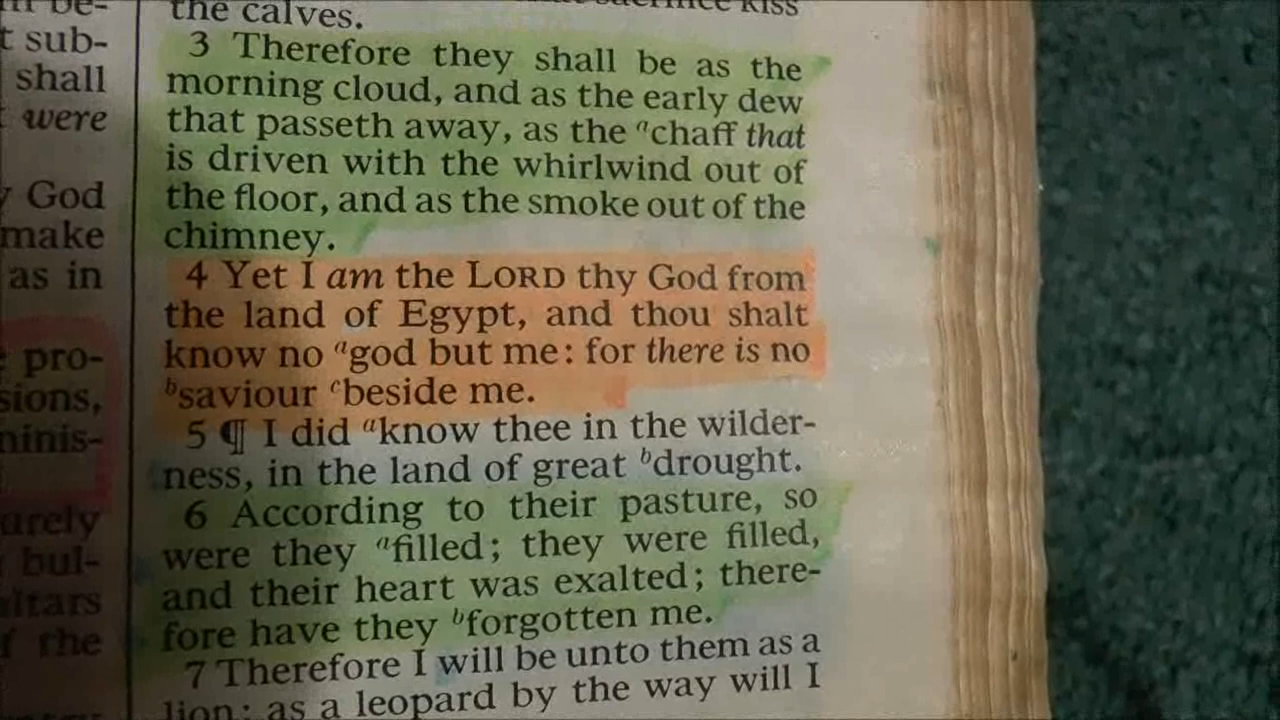 be-
t sub-
shall
were
God
make
as in
pro-
sions,
minis-
urely
bul-
altars
f the
sacrifice kiss
the calves.
3 Therefore they shall be as the
morning cloud, and as the early dew
that passeth away, as the ᵃchaff that
is driven with the whirlwind out of
the floor, and as the smoke out of the
chimney.
4 Yet I am the LORD thy God from
the land of Egypt, and thou shalt
know no ᵃgod but me: for there is no
ᵇsaviour ᶜbeside me.
5 ¶ I did ᵃknow thee in the wilder-
ness, in the land of great ᵇdrought.
6 According to their pasture, so
were they ᵃfilled; they were filled,
and their heart was exalted; there-
fore have they ᵇforgotten me.
7 Therefore I will be unto them as a
lion: as a leopard by the way will I